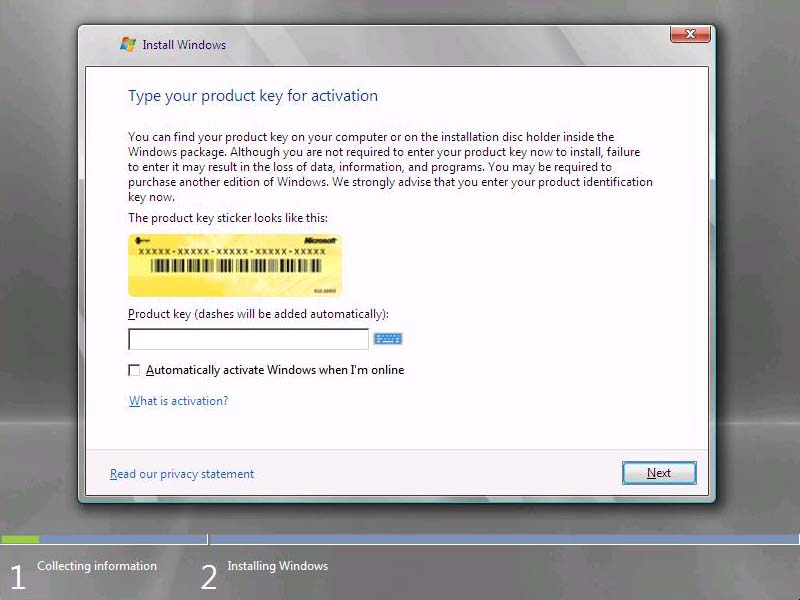 Install Windows
Type your product key for activation
You can find your product key on your computer or on the installation disc holder inside the
Windows package. Although you are not required to enter your product key now to install, failure
to enter it may result in the loss of data, information, and programs. You may be required to
purchase another edition of Windows. We strongly advise that you enter your product identification
key now.
The product key sticker looks like this:
Microsoft
XXXXX-XXXXX-XXXXX-XXXXX-XXXXX
Product key (dashes will be added automatically):
Automatically activate Windows when I'm online
What is activation?
Read our privacy statement
Next
1 Collecting information
2 Installing Windows